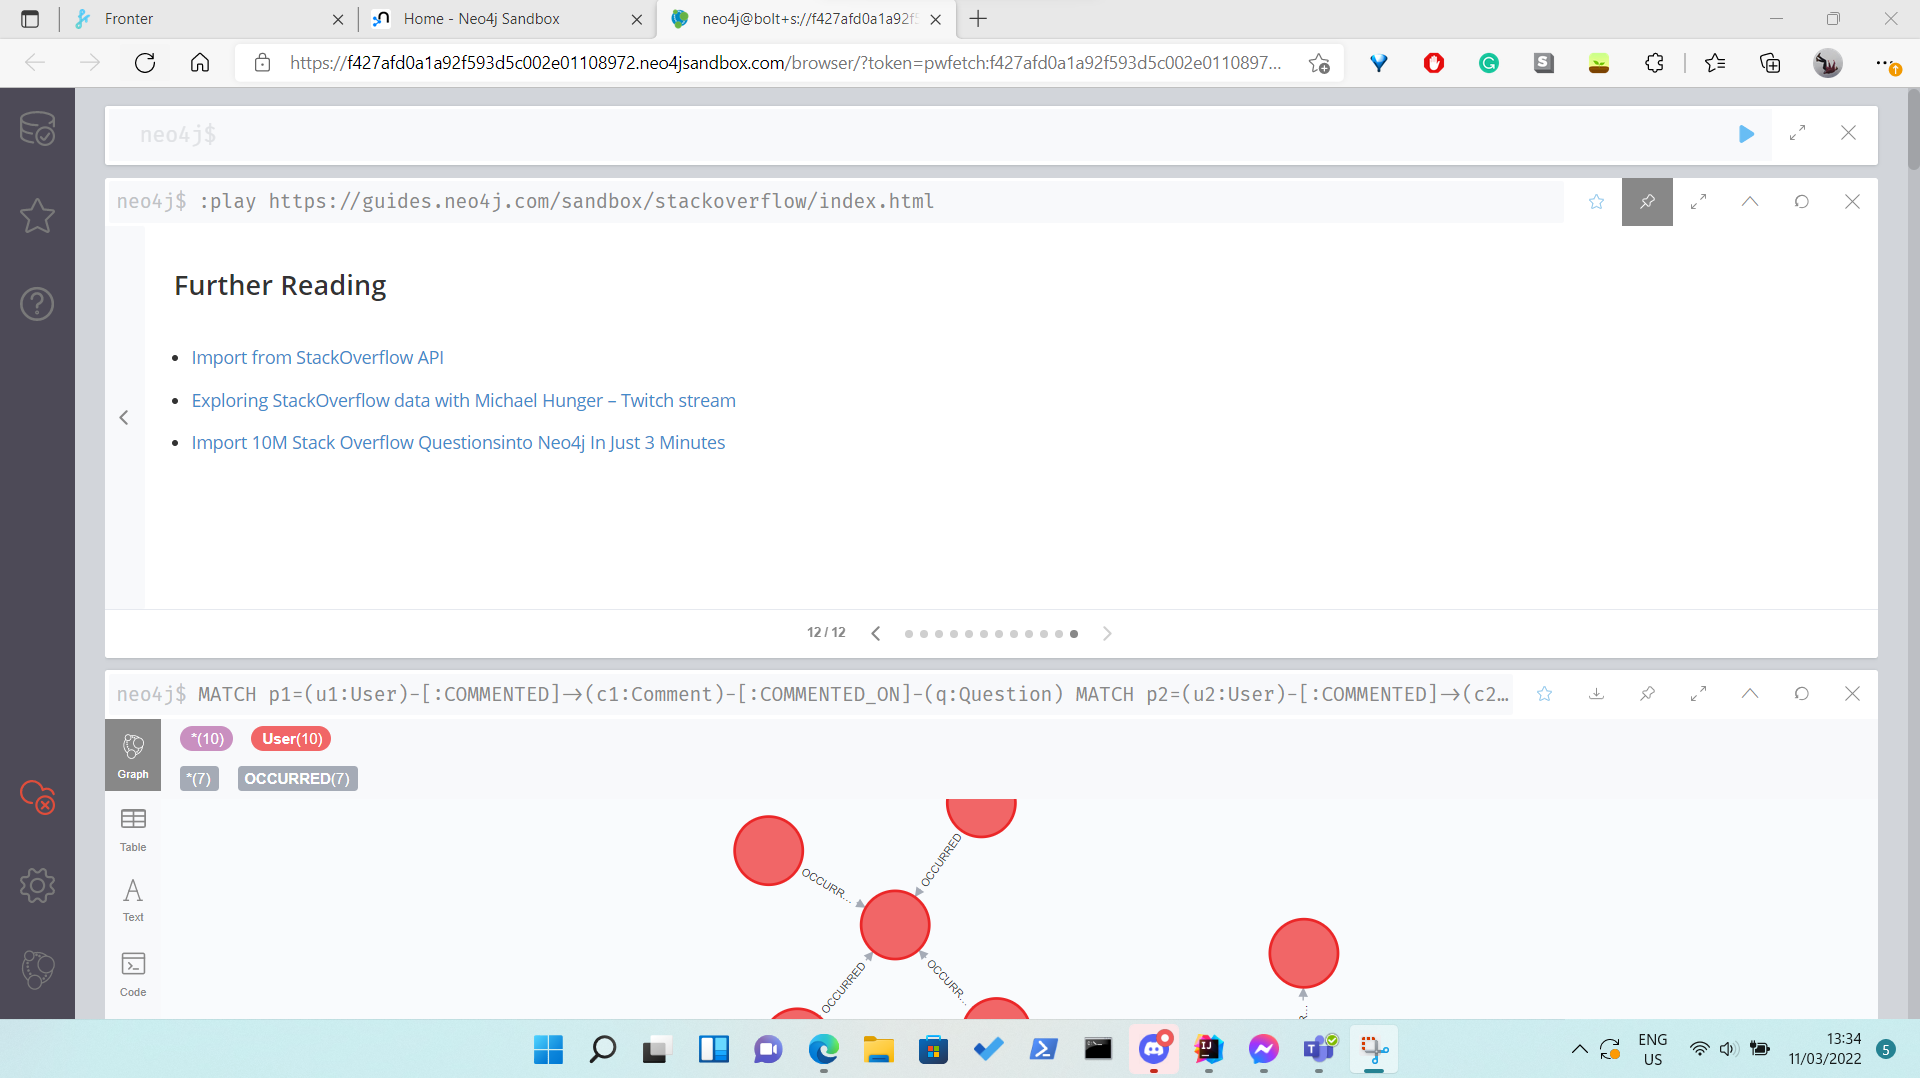 Fronter
Home - Neo4j Sandbox
neo4j@bolt+s://f427afd0a1a92f5
https://f427afd0a1a92f593d5c002e01108972.neo4jsandbox.com/browser/?token=pwfetch:f427afd0a1a92f593d5c002e0110897...
neo4j$
neo4j$ :play https://guides.neo4j.com/sandbox/stackoverflow/index.html
Further Reading
• Import from StackOverflow API
• Exploring StackOverflow data with Michael Hunger – Twitch stream
• Import 10M Stack Overflow Questionsinto Neo4j In Just 3 Minutes
12 / 12
neo4j$ MATCH p1=(u1:User)-[:COMMENTED]→(c1:Comment)-[:COMMENTED_ON]-(q:Question) MATCH p2=(u2:User)-[:COMMENTED]→(c2…
*(10) User(10)
*(7) OCCURRED(7)
Graph
Table
Text
Code
OCCURR…
OCCURRED
OCCURRED
OCCURR…
ENG
US
13:34
11/03/2022
5